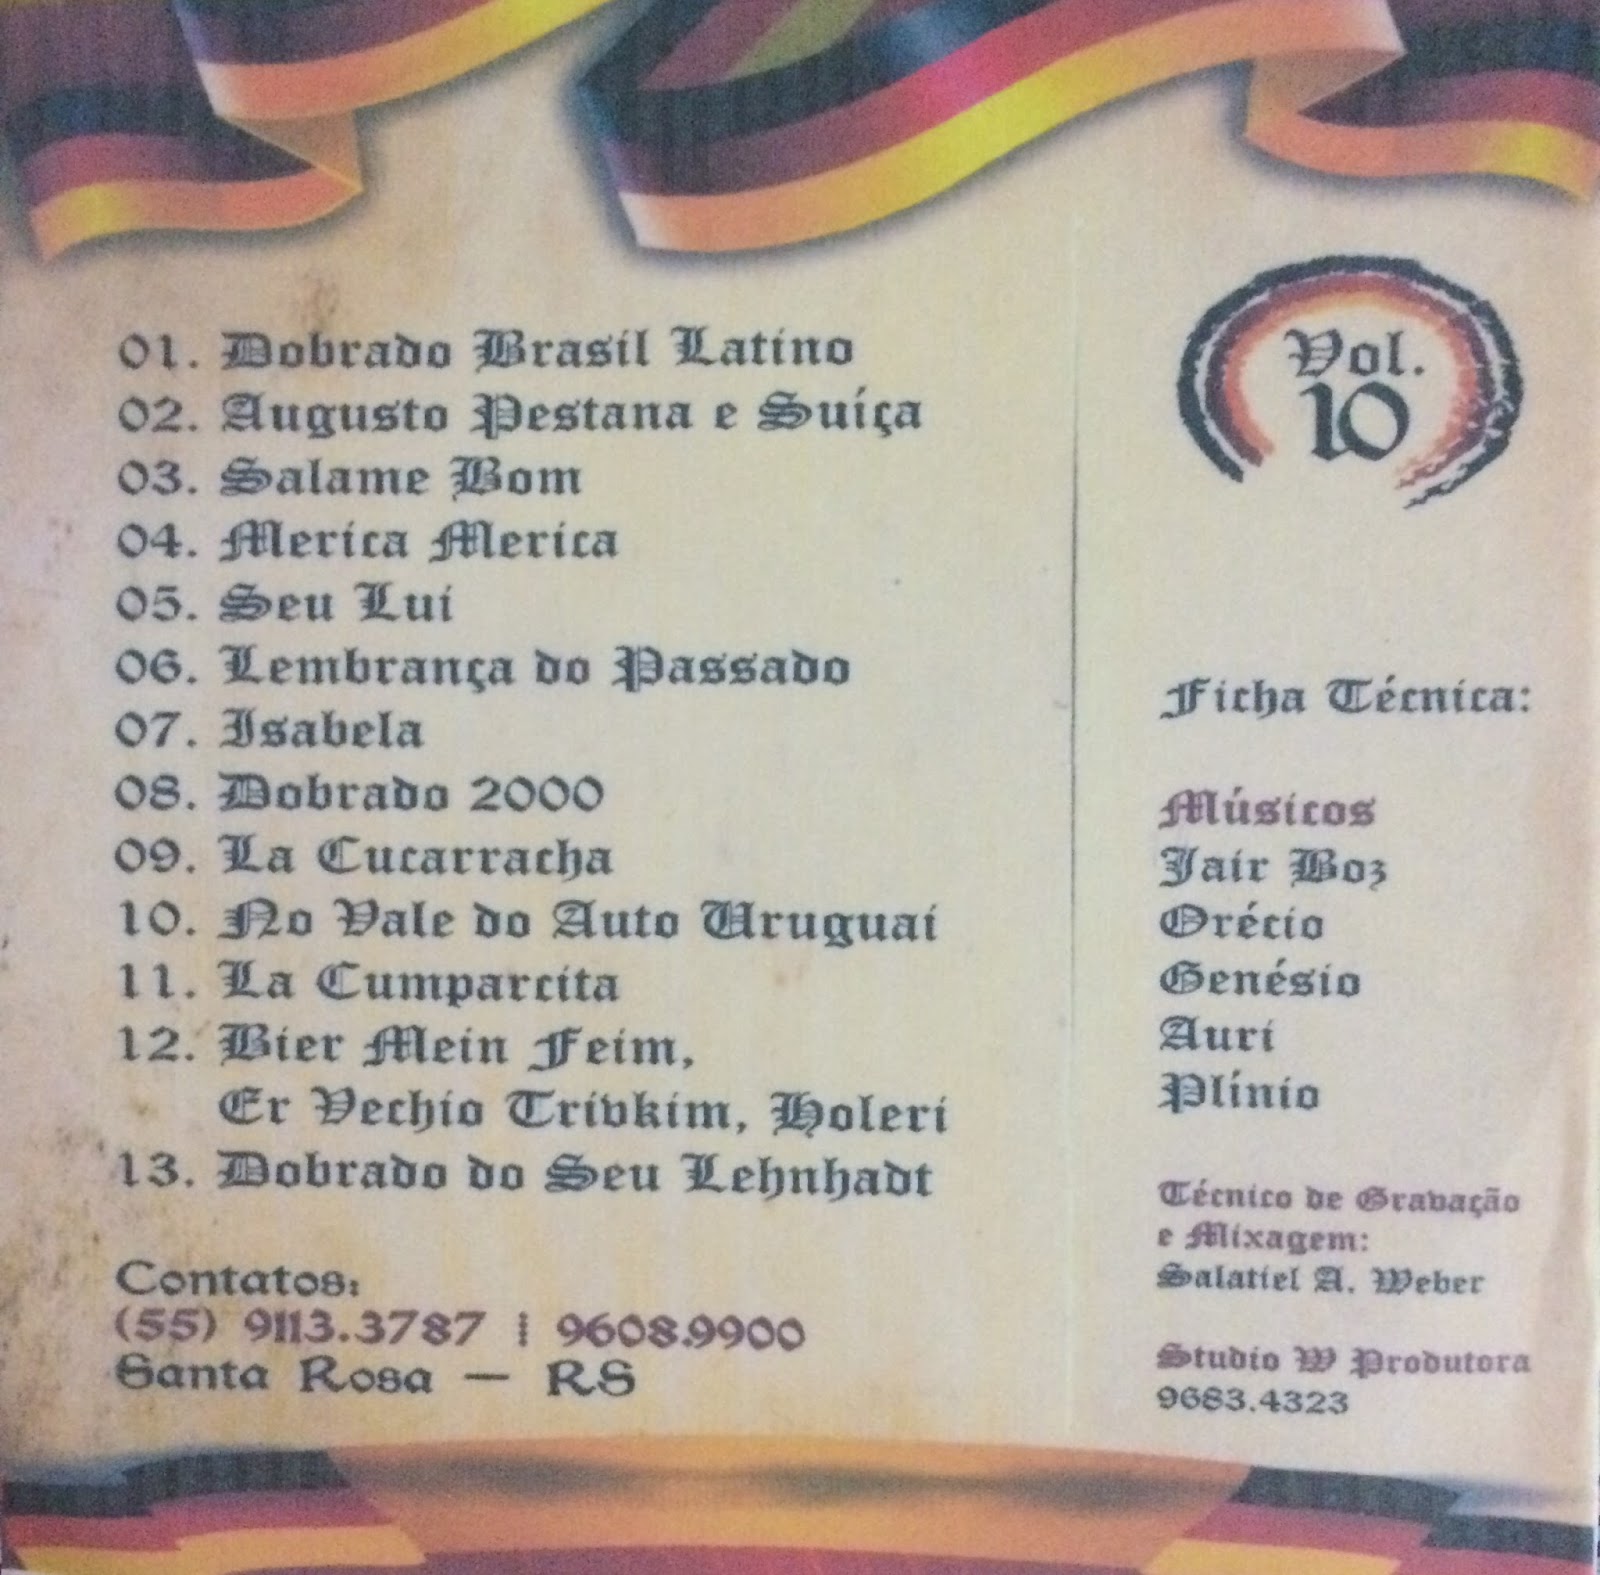 01. Dobrado Brasil Latino
02. Augusto Pestana e Suíça
03. Salame Bom
04. Merica Merica
05. Seu Lui
06. Lembrança do Passado
07. Isabela
08. Dobrado 2000
09. La Cucarracha
10. No Vale do Auto Uruguai
11. La Cumparcita
12. Bier Mein Feim,
Er Vechio Trivkim, Holeri
13. Dobrado do Seu Lehnhadt
Contatos:
(55) 9113.3787 | 9608.9900
Santa Rosa – RS
Vol.
10
Ficha Técnica:
Músicos
Jair Boz
Orécio
Genésio
Auri
Plínio
Técnico de Gravação
e Mixagem:
Salatiel A. Weber
Studio W Produtora
9683.4323